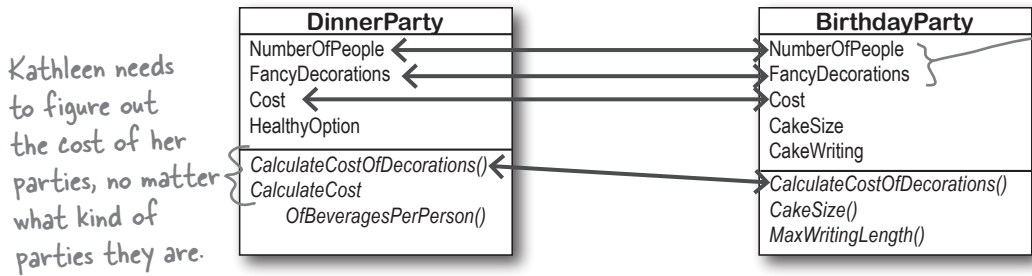 Kathleen needs
to figure out
the cost of her
parties, no matter
what kind of
parties they are.
DinnerParty
NumberOfPeople
FancyDecorations
Cost
HealthyOption
CalculateCostOfDecorations()
CalculateCost
OfBeveragesPerPerson()
BirthdayParty
NumberOfPeople
FancyDecorations
Cost
CakeSize
CakeWriting
CalculateCostOfDecorations()
CakeSize()
MaxWritingLength()